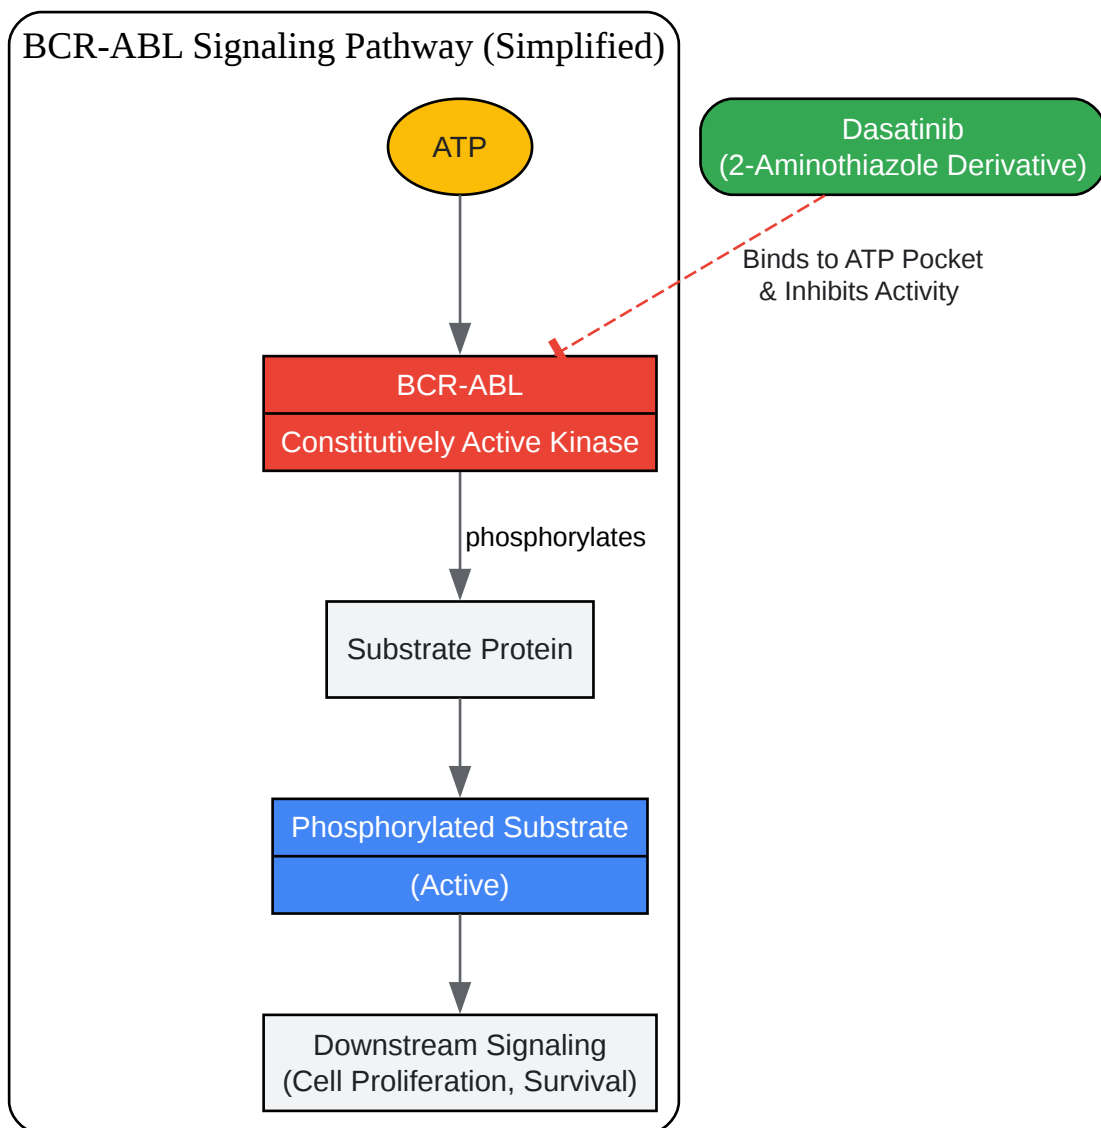 BCR-ABL Signaling Pathway (Simplified)
ATP
Dasatinib
(2-Aminothiazole Derivative)
Binds to ATP Pocket
& Inhibits Activity
BCR-ABL
Constitutively Active Kinase
phosphorylates
Substrate Protein
Phosphorylated Substrate
(Active)
Downstream Signaling
(Cell Proliferation, Survival)